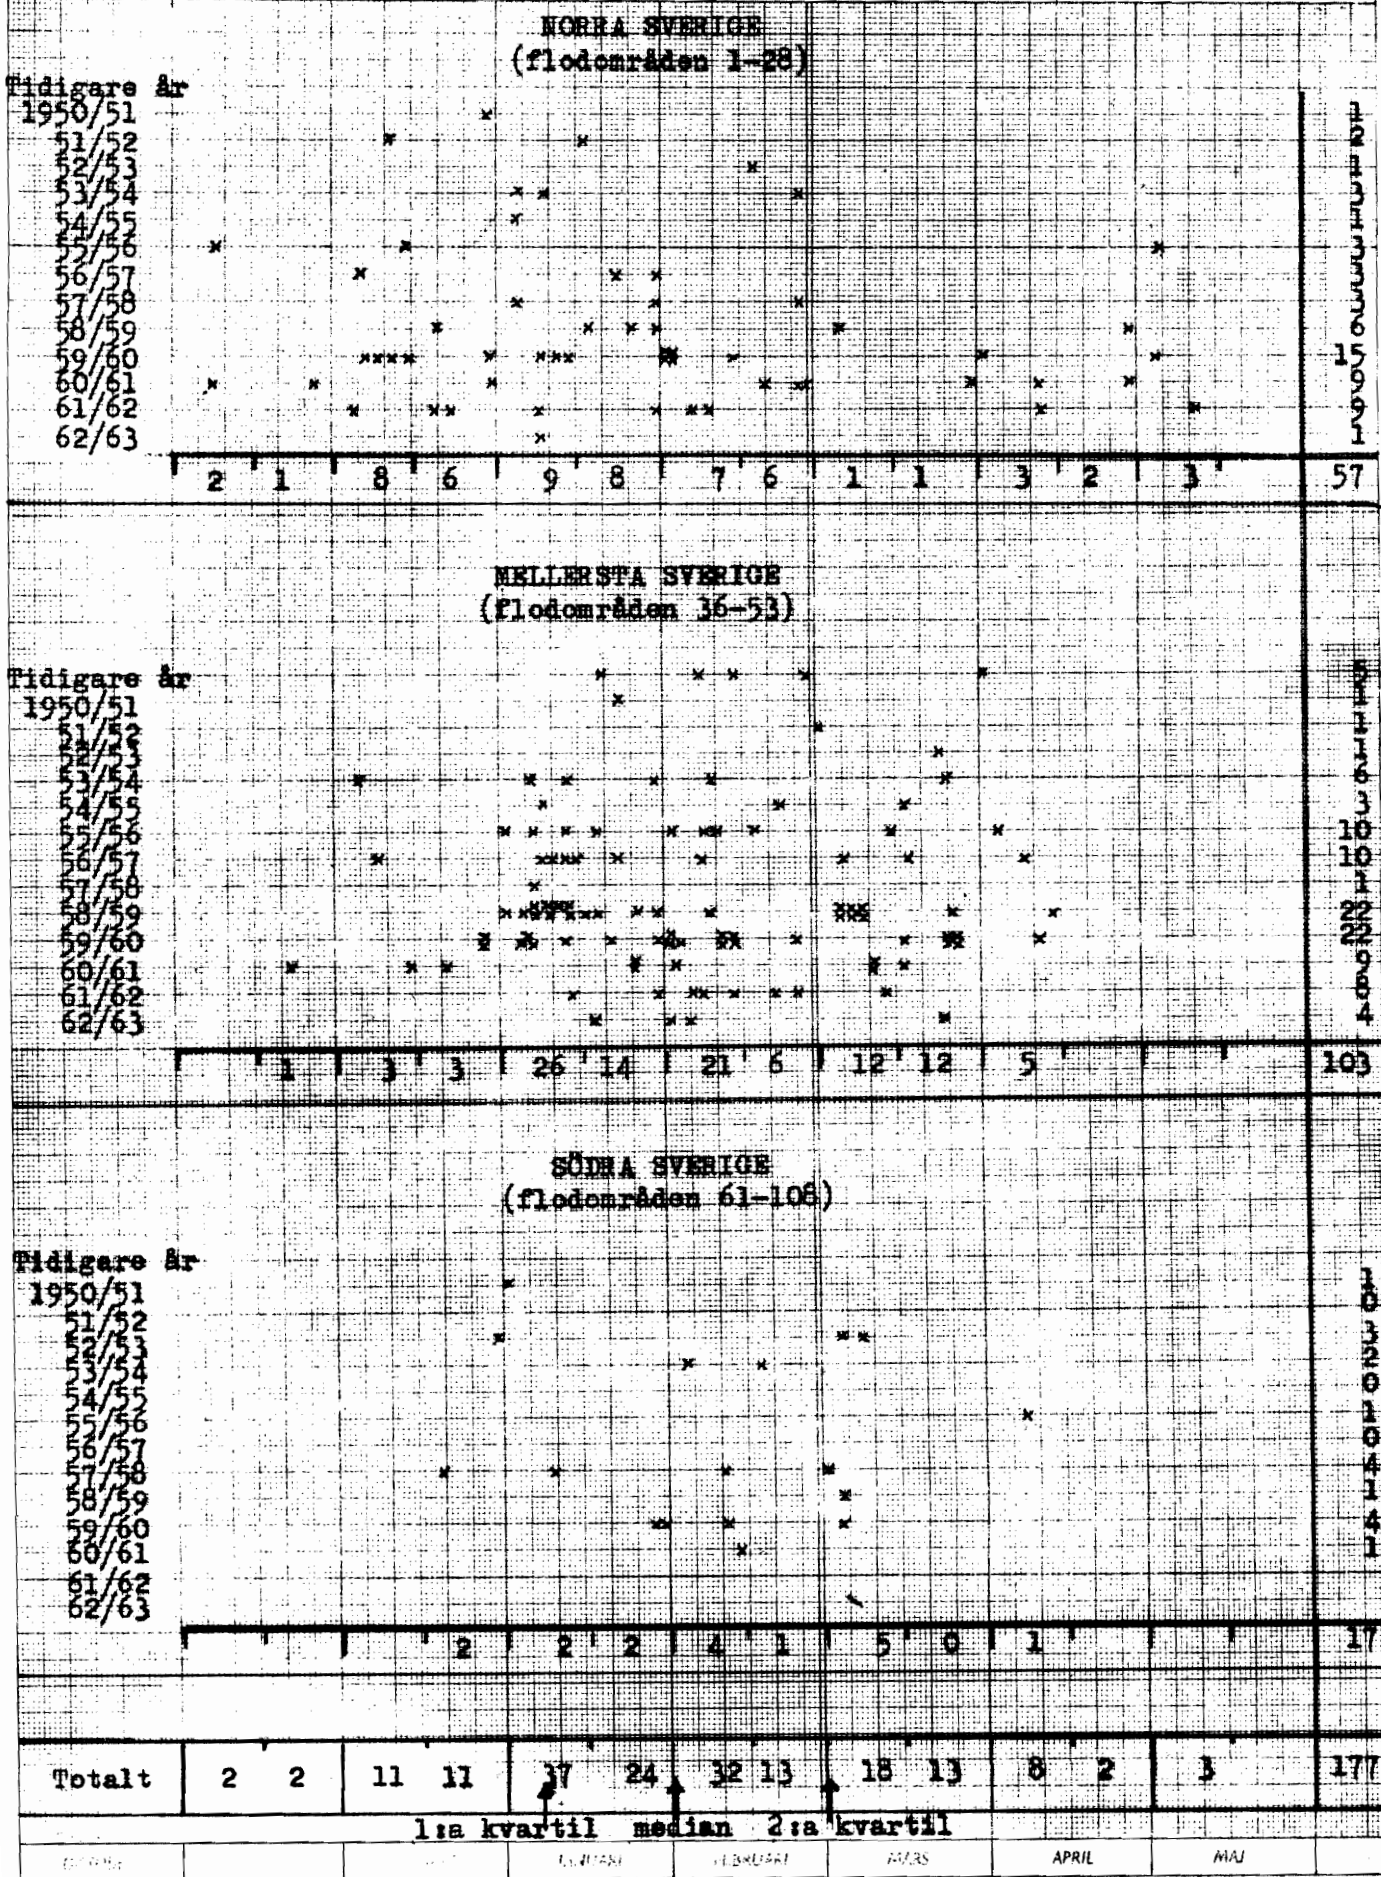 NORRA SVERIGE
(flodområden 1-28)
Tidigare år
1950/51 1
51/52 2
52/53 1
53/54 3
54/55 1
55/56 3
56/57 3
57/58 3
58/59 6
59/60 15
60/61 9
61/62 9
62/63 1
2 1 8 6 9 8 7 6 1 1 3 2 3 57
MELLERSTA SVERIGE
(flodområden 36-53)
Tidigare år 5
1950/51 1
51/52 1
52/53 1
53/54 6
54/55 3
55/56 10
56/57 10
57/58 1
58/59 22
59/60 22
60/61 9
61/62 8
62/63 4
1 3 3 26 14 21 6 12 12 5 103
SÖDRA SVERIGE
(flodområden 61-108)
Tidigare år
1950/51 1
51/52 0
52/53 3
53/54 2
54/55 0
55/56 1
56/57 0
57/58 4
58/59 1
59/60 4
60/61 1
61/62
62/63
2 2 2 4 1 5 0 1 17
Totalt 2 2 11 11 37 24 32 13 18 13 8 2 3 177
1:a kvartil median 2:a kvartil
JANUARI FEBRUARI MARS APRIL MAJ